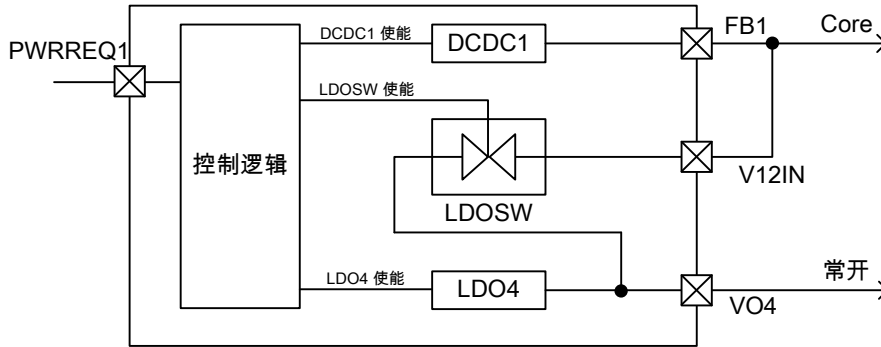 PWRREQ1
控制逻辑
DCDC1 使能
DCDC1
FB1
Core
LDOSW 使能
LDOSW
V12IN
LDO4 使能
LDO4
VO4
常开